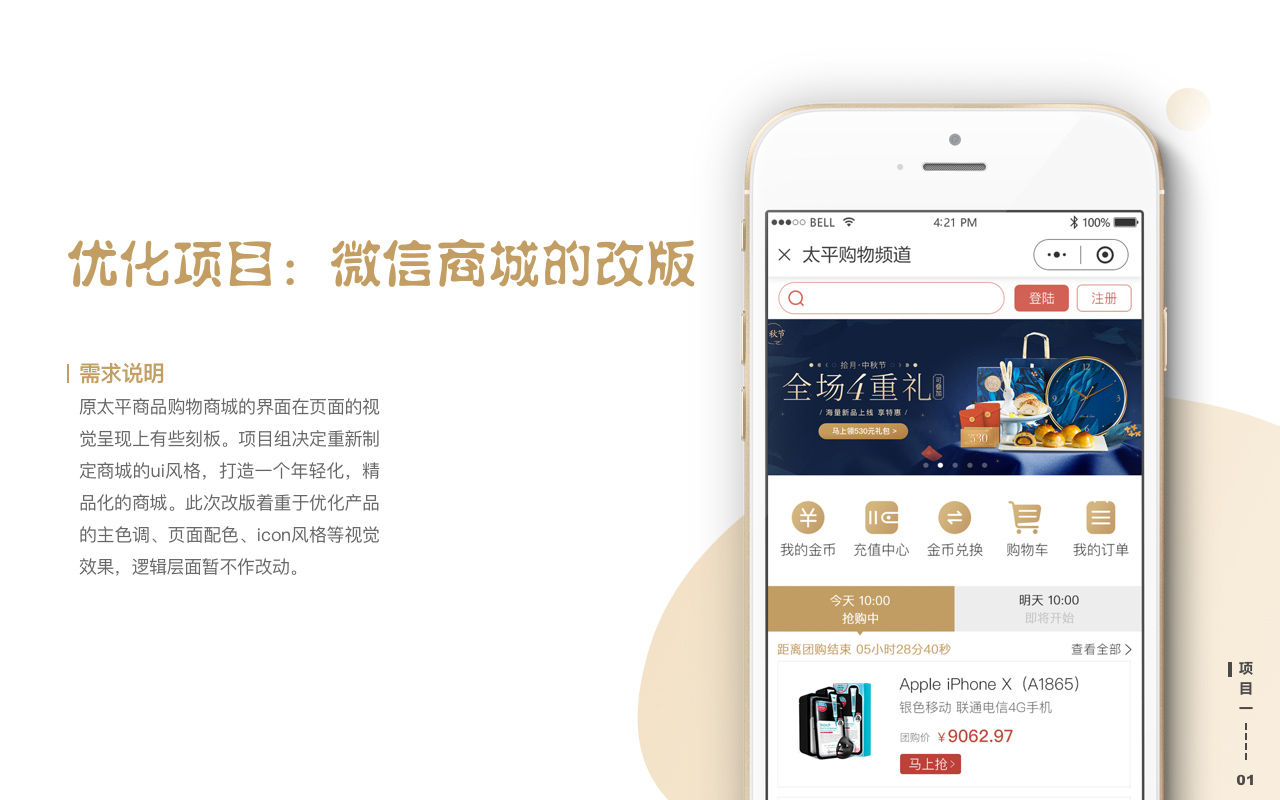 优化项目：微信商城的改版
需求说明
原太平商品购物商城的界面在页面的视
觉呈现上有些刻板。项目组决定重新制
定商城的ui风格，打造一个年轻化，精
品化的商城。此次改版着重于优化产品
的主色调、页面配色、icon风格等视觉
效果，逻辑层面暂不作改动。
BELL 4:21 PM 100%
太平购物频道
登陆 注册
秋节
拾月·中秋节
全场4重礼 可叠加
/ 海量新品上线 享特惠 /
马上领530元礼包 >
530
12
3
6
9
我的金币 充值中心 金币兑换 购物车 我的订单
今天 10:00 明天 10:00
抢购中 即将开始
距离团购结束 05小时28分40秒 查看全部
Apple iPhone X（A1865）
银色移动 联通电信4G手机
团购价 ￥9062.97
马上抢
项目一
01